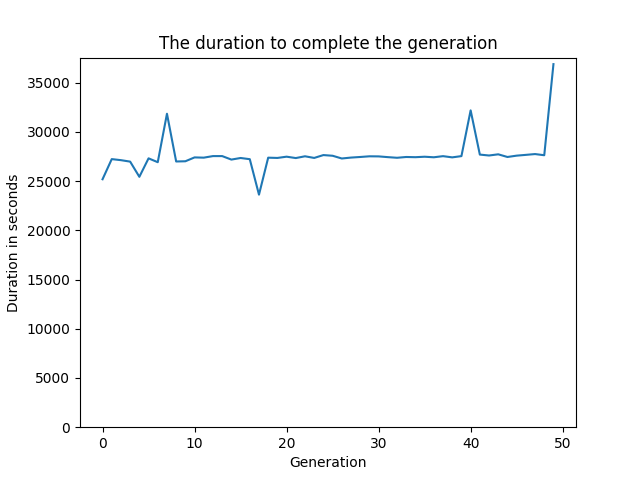 The duration to complete the generation
35000
30000
25000
20000
15000
10000
5000
0
Duration in seconds
0 10 20 30 40 50
Generation